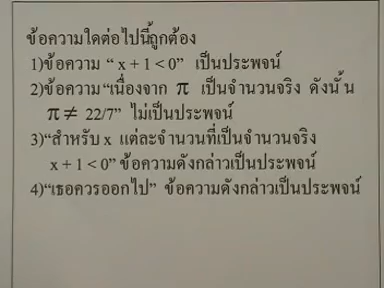 ข้อความใดต่อไปนี้ถูกต้อง
1)ข้อความ “ x + 1 < 0” เป็นประพจน์
2)ข้อความ“เนื่องจาก π เป็นจำนวนจริง ดังนั้น
π ≠ 22/7” ไม่เป็นประพจน์
3)“สำหรับ x แต่ละจำนวนที่เป็นจำนวนจริง
x + 1 < 0” ข้อความดังกล่าวเป็นประพจน์
4)“เธอควรออกไป” ข้อความดังกล่าวเป็นประพจน์